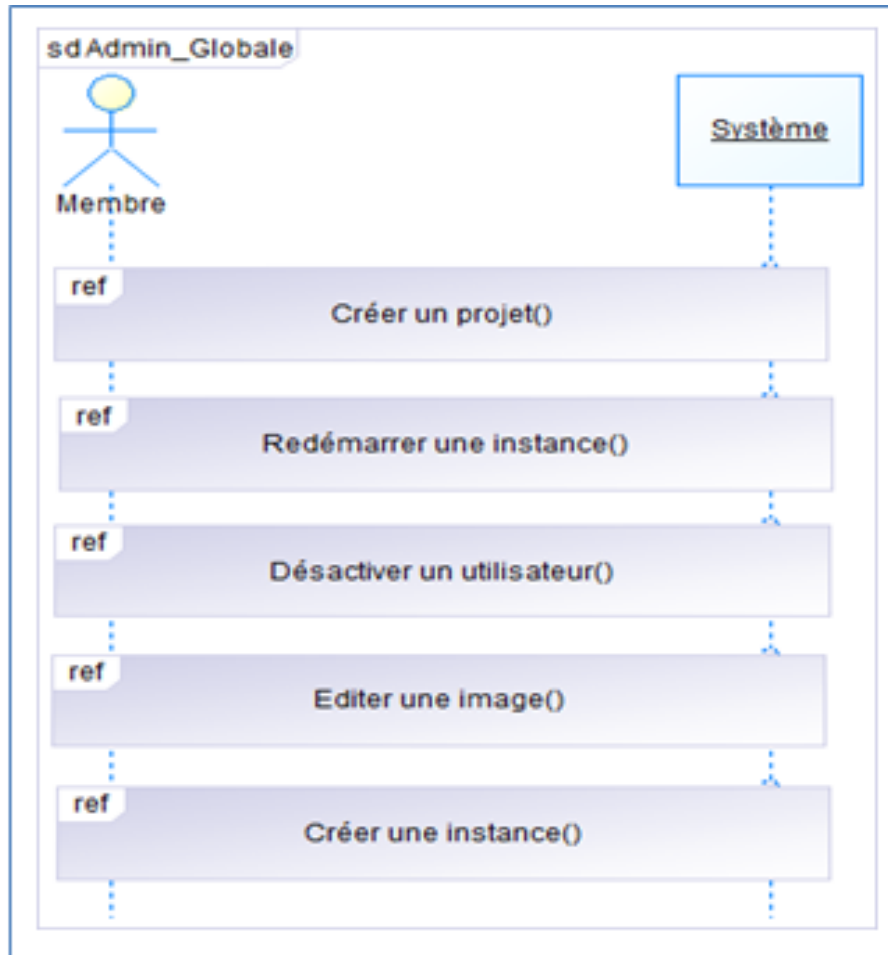 sd Admin_Globale
Système
Membre
ref
Créer un projet()
ref
Redémarrer une instance()
ref
Désactiver un utilisateur()
ref
Editer une image()
ref
Créer une instance()